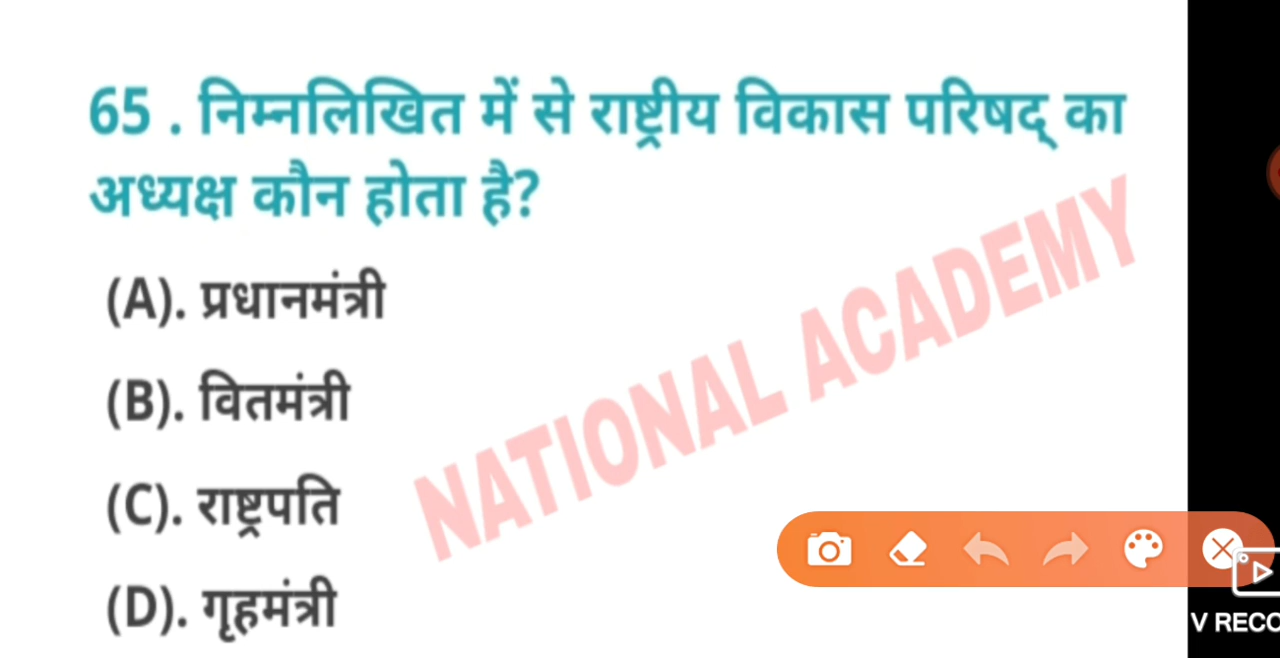 65 . निम्नलिखित में से राष्ट्रीय विकास परिषद् का
अध्यक्ष कौन होता है?
(A). प्रधानमंत्री
(B). वितमंत्री
(C). राष्ट्रपति
(D). गृहमंत्री
NATIONAL ACADEMY
V RECO